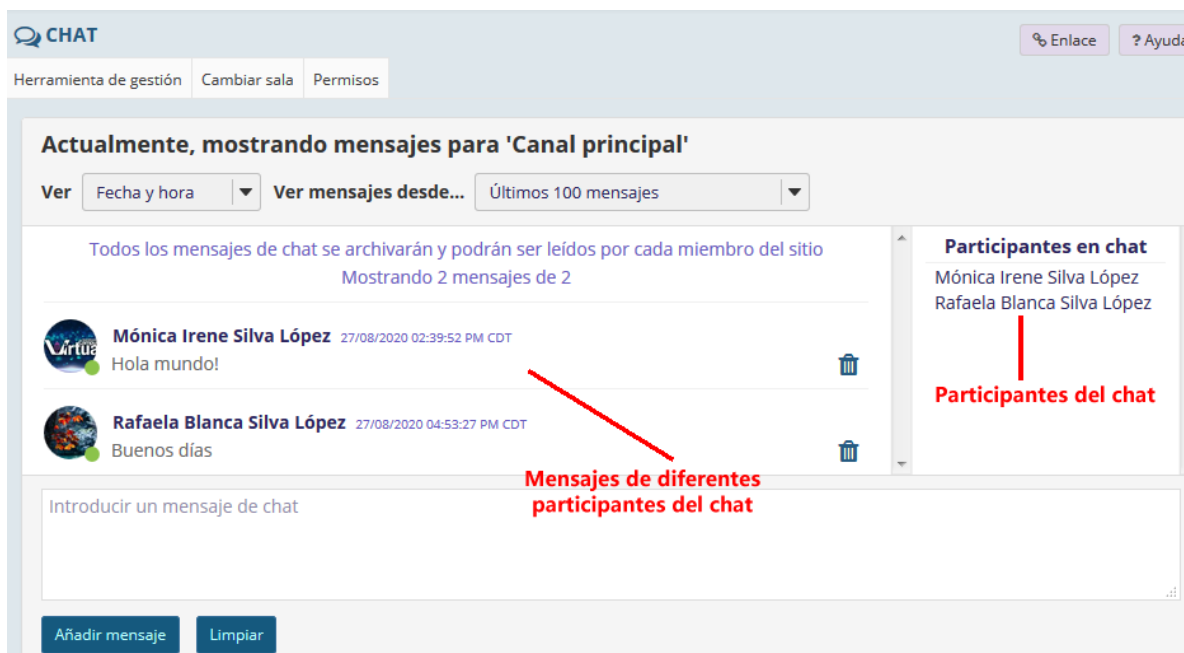 CHAT
Enlace
? Ayuda
Herramienta de gestión
Cambiar sala
Permisos
Actualmente, mostrando mensajes para 'Canal principal'
Ver Fecha y hora Ver mensajes desde... Últimos 100 mensajes
Todos los mensajes de chat se archivarán y podrán ser leídos por cada miembro del sitio
Mostrando 2 mensajes de 2
Mónica Irene Silva López 27/08/2020 02:39:52 PM CDT
Hola mundo!
Rafaela Blanca Silva López 27/08/2020 04:53:27 PM CDT
Buenos días
Participantes en chat
Mónica Irene Silva López
Rafaela Blanca Silva López
Participantes del chat
Mensajes de diferentes
participantes del chat
Introducir un mensaje de chat
Añadir mensaje
Limpiar